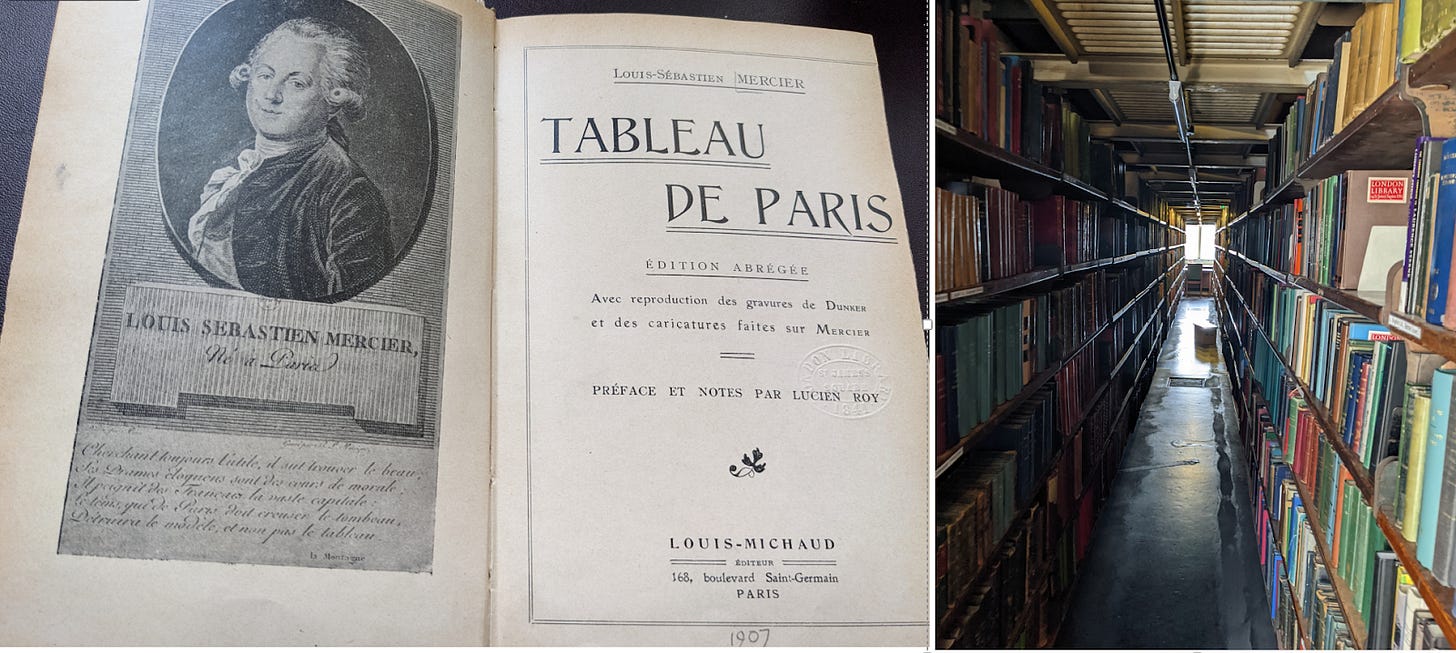 LOUIS SEBASTIEN MERCIER,
Né à Paris
Cherchant toujours l'utile, il sut trouver le beau:
Ses Drames éloquens sont des cours de morale;
Il peignit des Français la vaste capitale:
Le tems, qui de Paris doit creuser le tombeau,
Détruira le modèle, et non pas le tableau.
la Montagne
LOUIS-SÉBASTIEN MERCIER
TABLEAU
DE PARIS
ÉDITION ABRÉGÉE
Avec reproduction des gravures de DUNKER
et des caricatures faites sur MERCIER
PRÉFACE ET NOTES PAR LUCIEN ROY
LOUIS-MICHAUD
ÉDITEUR
168, boulevard Saint-Germain
PARIS
1907
LONDON
LIBRARY